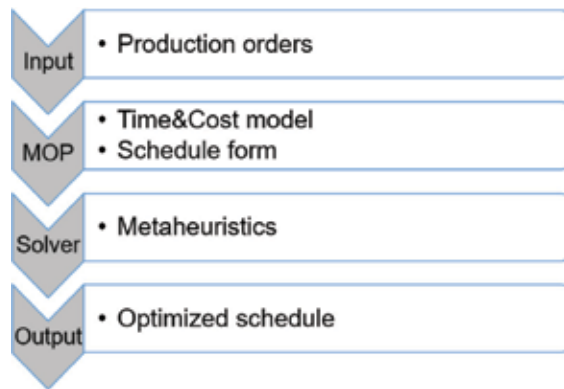 Input
• Production orders
MOP
• Time&Cost model
• Schedule form
Solver
• Metaheuristics
Output
• Optimized schedule